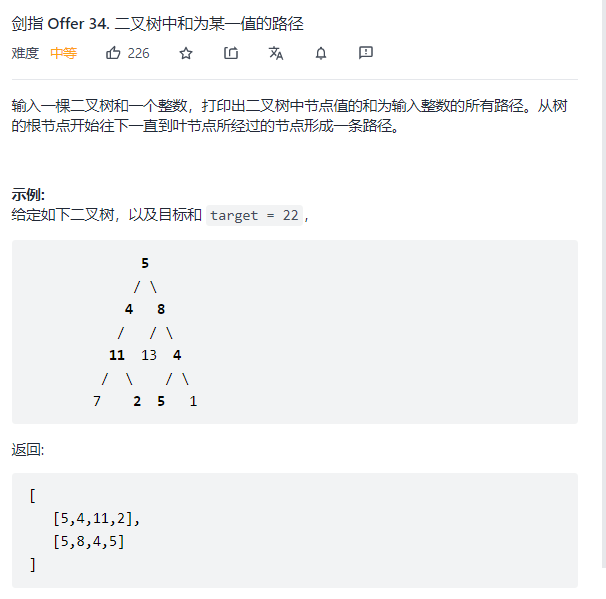 剑指 Offer 34. 二叉树中和为某一值的路径
难度 中等 226
输入一棵二叉树和一个整数，打印出二叉树中节点值的和为输入整数的所有路径。从树
的根节点开始往下一直到叶节点所经过的节点形成一条路径。
示例:
给定如下二叉树，以及目标和 target = 22，
5
/ \
4 8
/ / \
11 13 4
/ \ / \
7 2 5 1
返回:
[
[5,4,11,2],
[5,8,4,5]
]